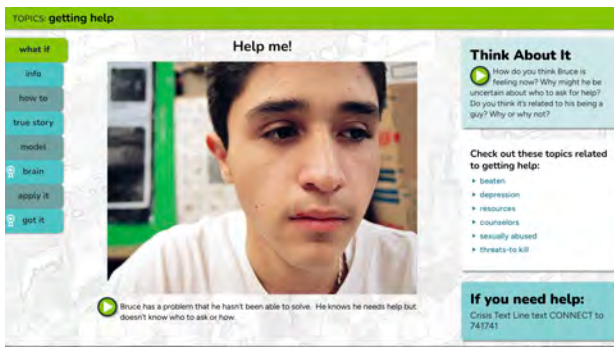 TOPICS: getting help
what if
info
how to
true story
model
brain
apply it
got it
Help me!
Bruce has a problem that he hasn't been able to solve. He knows he needs help but
doesn't know who to ask or how.
Think About It
How do you think Bruce is
feeling now? Why might he be
uncertain about who to ask for help?
Do you think it's related to his being a
guy? Why or why not?
Check out these topics related
to getting help:
beaten
depression
resources
counselors
sexually abused
threats-to kill
If you need help:
Crisis Text Line text CONNECT to
741741